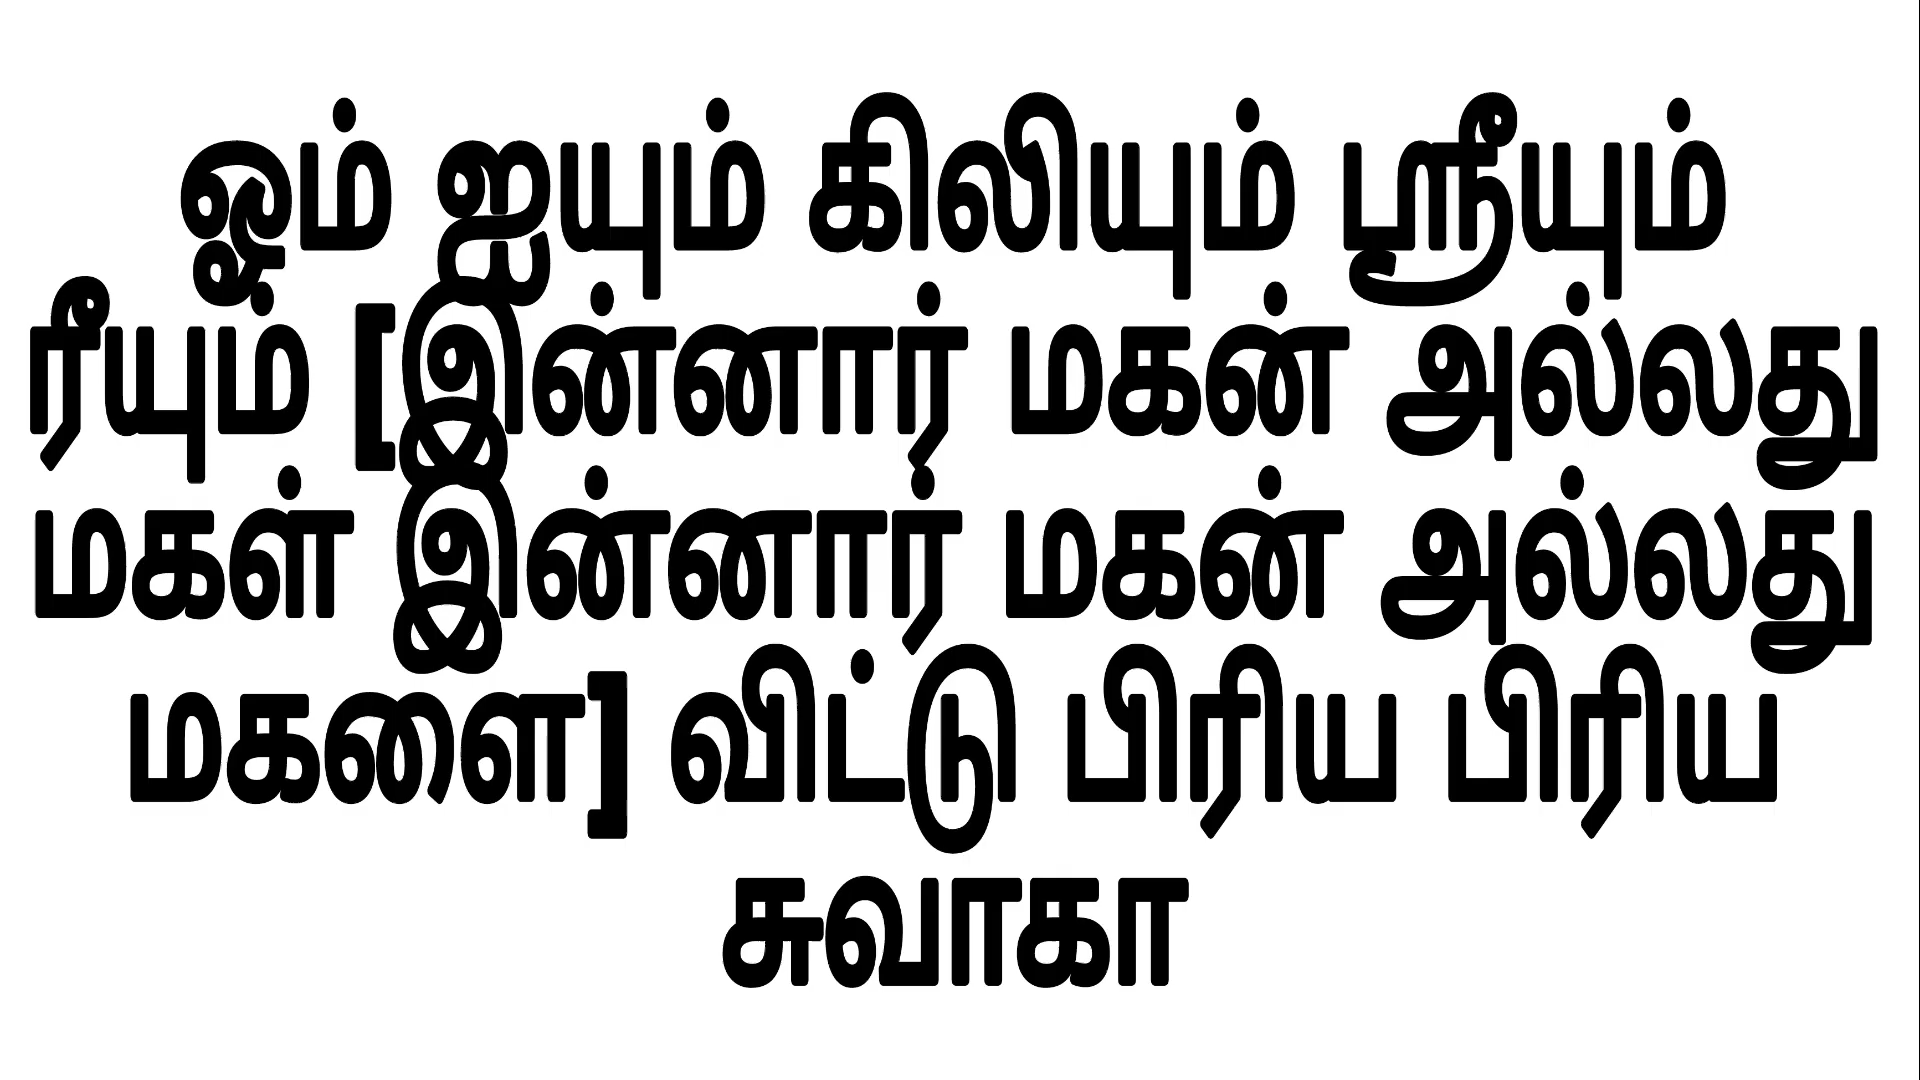 ஓம் ஐயும் கிலியும் ஸ்ரீயும்
ரீயும் [இன்னார் மகன் அல்லது
மகள் இன்னார் மகன் அல்லது
மகளை] விட்டு பிரிய பிரிய
சுவாகா